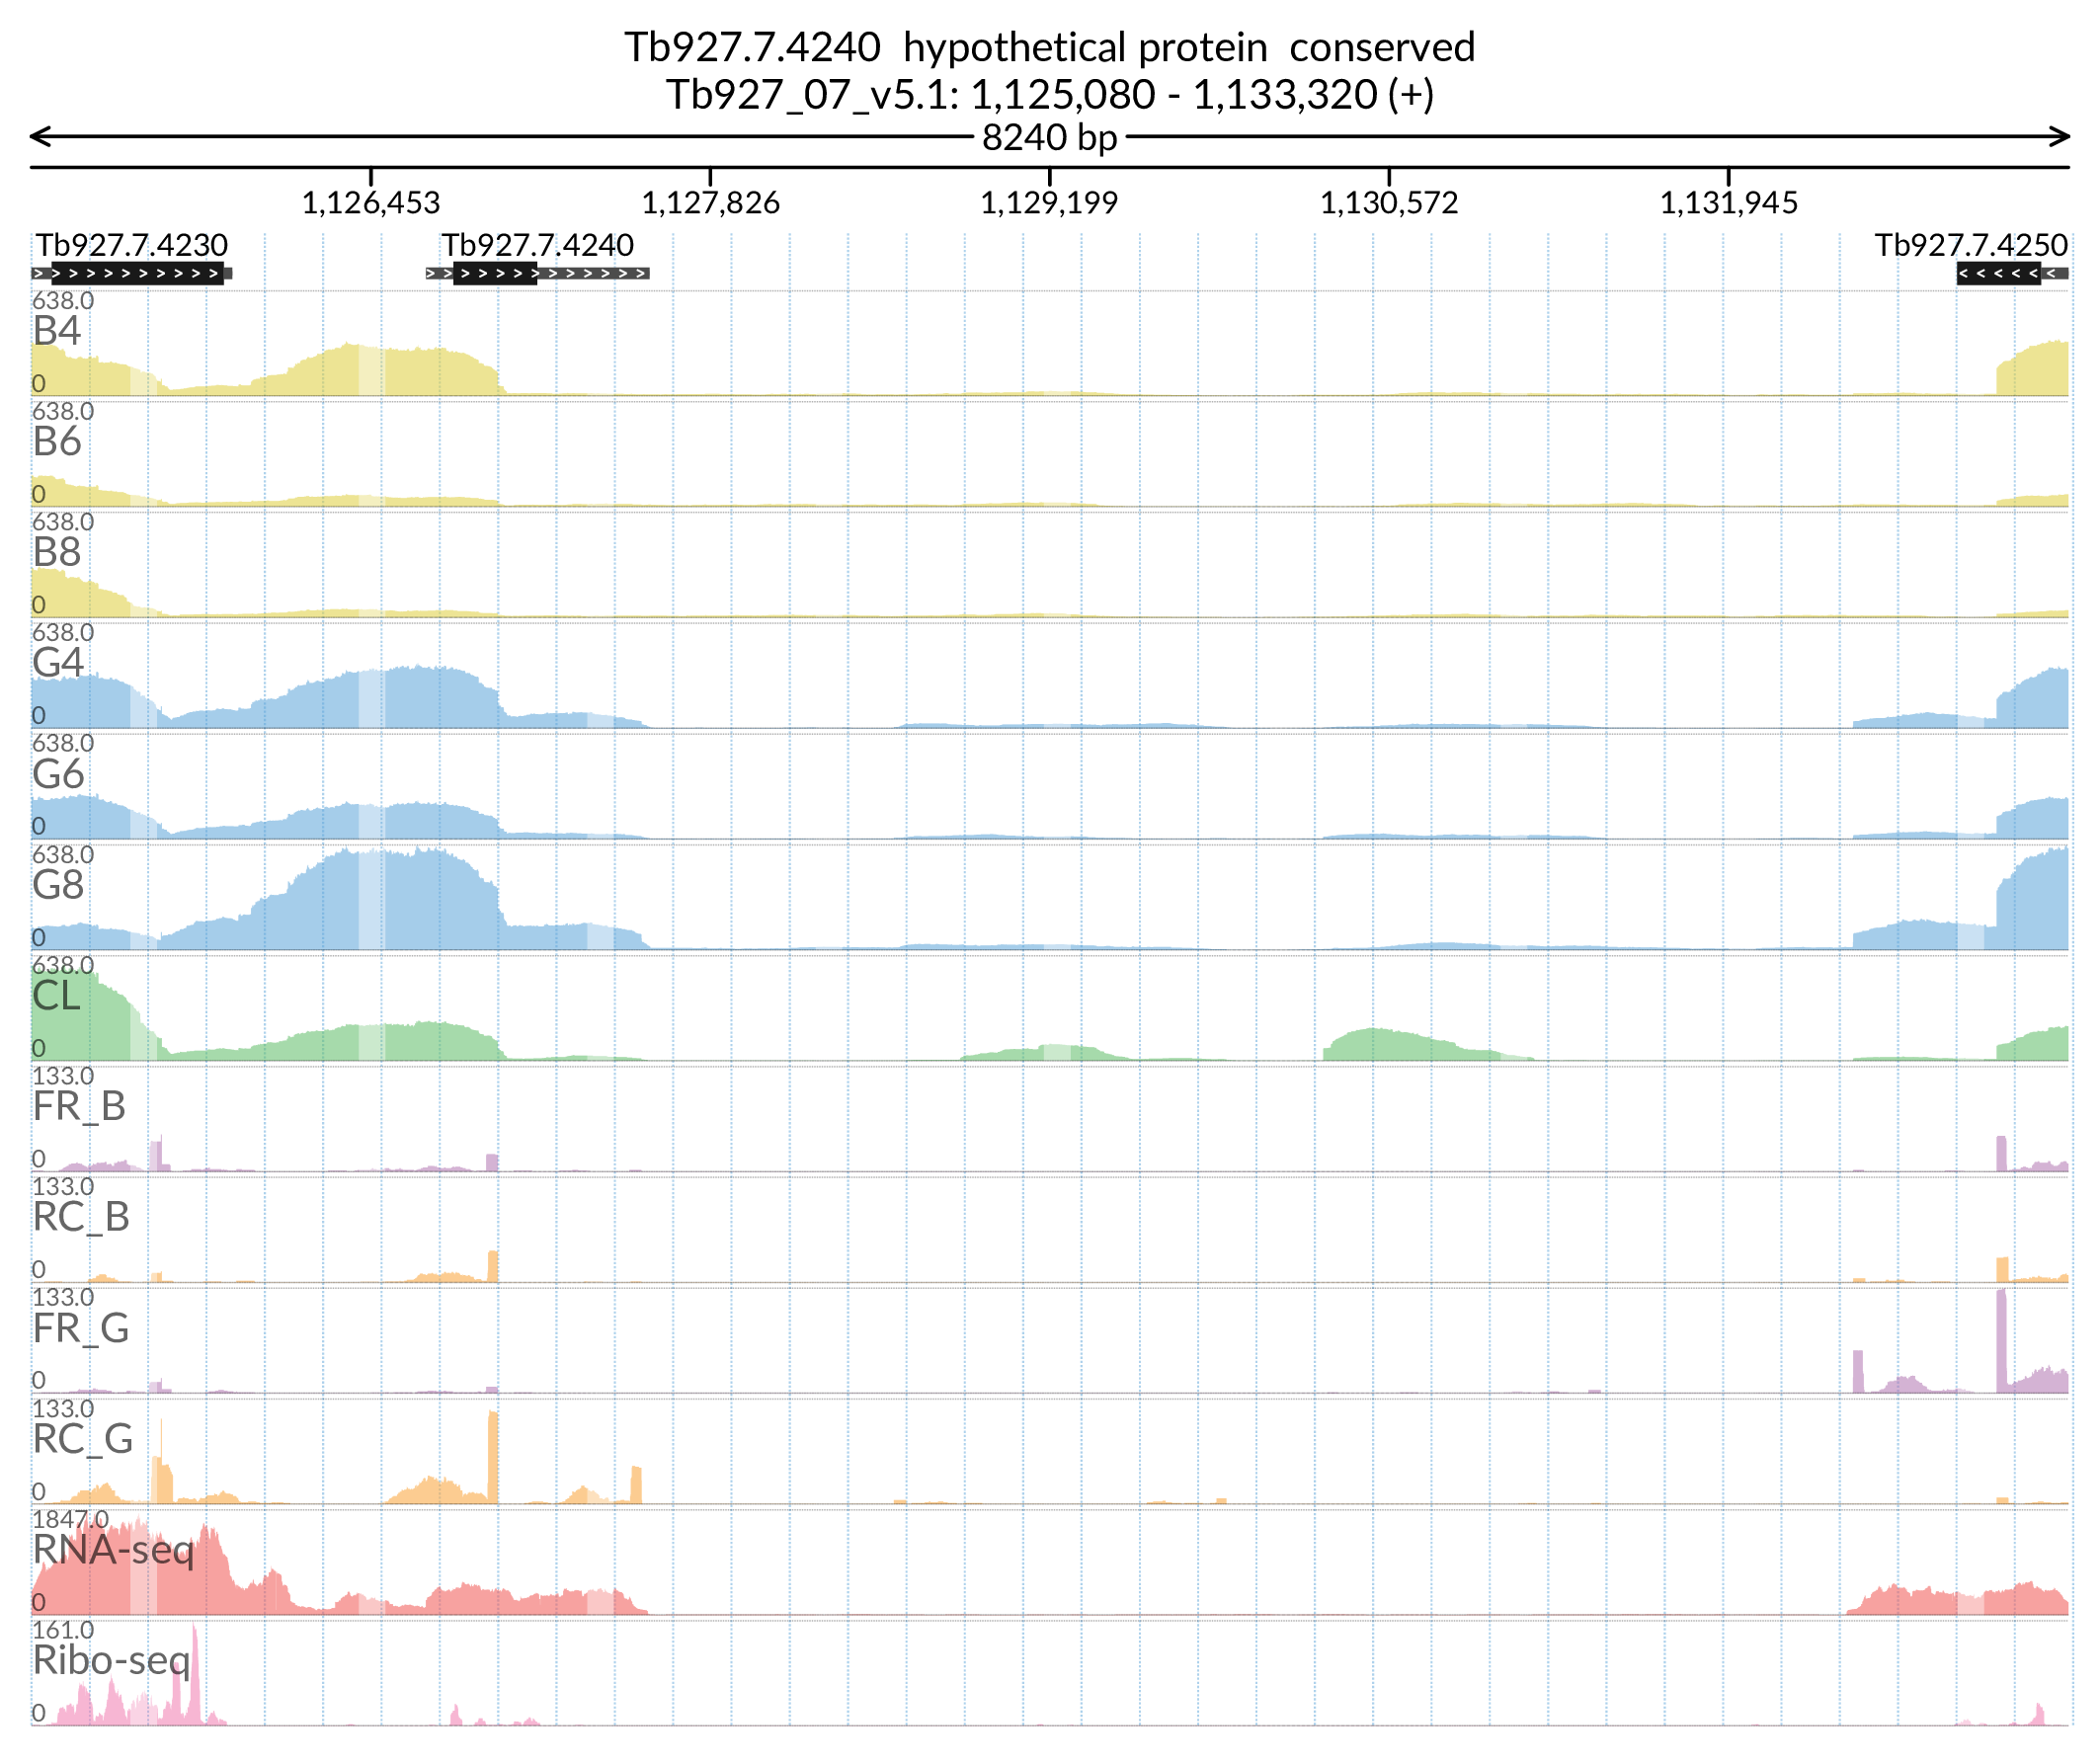 Tb927.7.4240  hypothetical protein  conserved
Tb927_07_v5.1: 1,125,080 - 1,133,320 (+)
8240 bp
1,126,453 1,127,826 1,129,199 1,130,572 1,131,945
Tb927.7.4230 Tb927.7.4240 Tb927.7.4250
638.0
B4
0
638.0
B6
0
638.0
B8
0
638.0
G4
0
638.0
G6
0
638.0
G8
0
638.0
CL
0
133.0
FR_B
0
133.0
RC_B
0
133.0
FR_G
0
133.0
RC_G
0
1847.0
RNA-seq
0
161.0
Ribo-seq
0